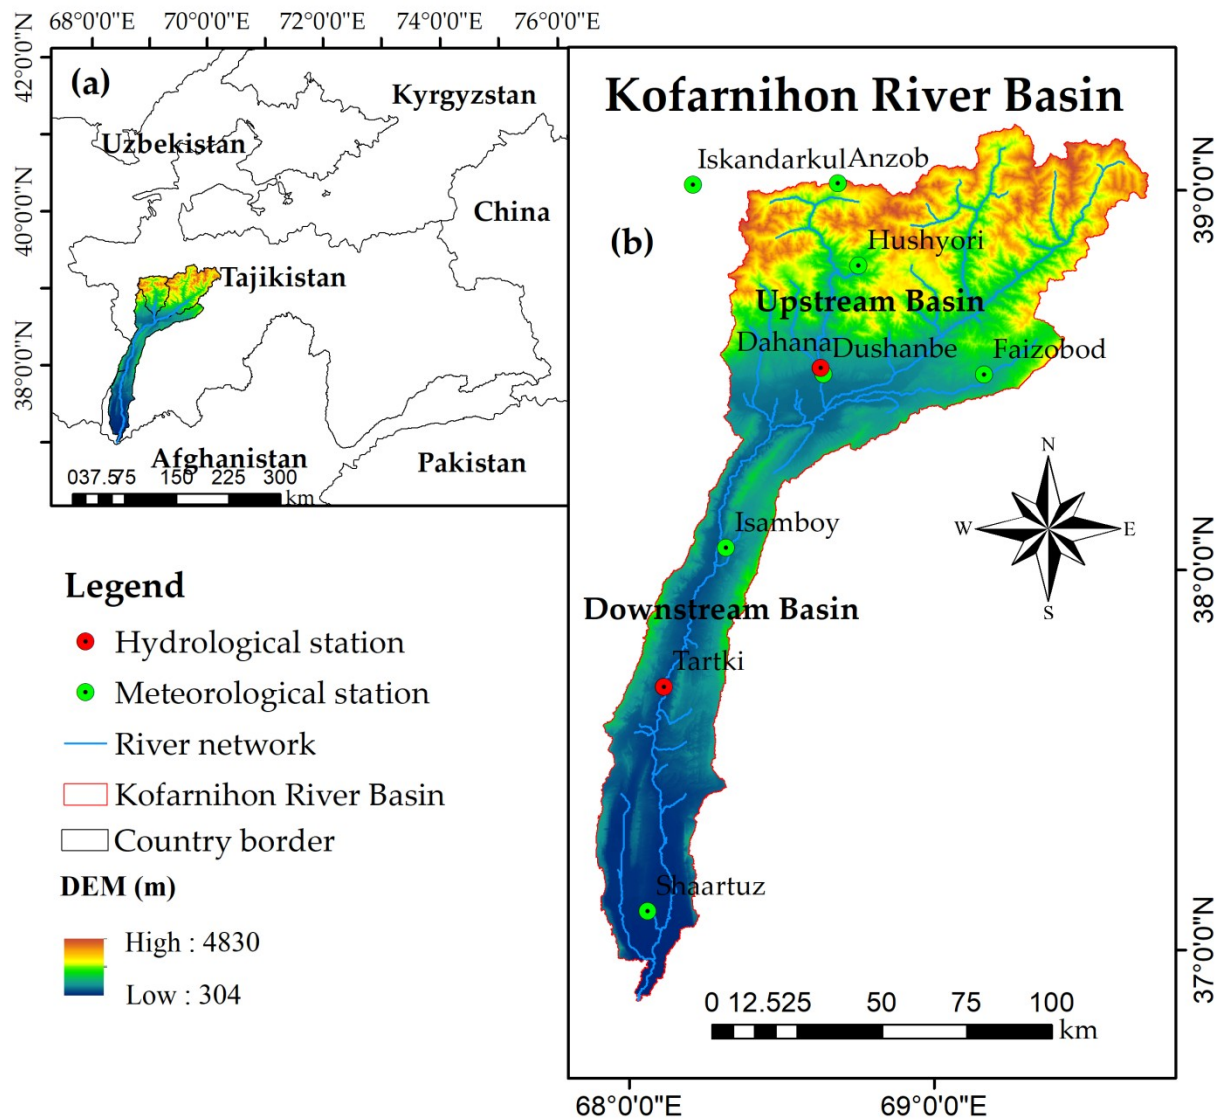 68°0'0"E 70°0'0"E 72°0'0"E 74°0'0"E 76°0'0"E
42°0'0"N
40°0'0"N
38°0'0"N
(a)
Kyrgyzstan
Uzbekistan
China
Tajikistan
Afghanistan
Pakistan
0 37.5 75 150 225 300
km
Kofarnihon River Basin
Iskandarkul Anzob
(b)
Hushyori
Upstream Basin
Dahana Dushanbe Faizobod
Isamboy
Downstream Basin
Tartki
Shaartuz
N
W E
S
39°0'0"N
38°0'0"N
37°0'0"N
0 12.5 25 50 75 100
km
68°0'0"E 69°0'0"E
Legend
Hydrological station
Meteorological station
River network
Kofarnihon River Basin
Country border
DEM (m)
High : 4830
Low : 304